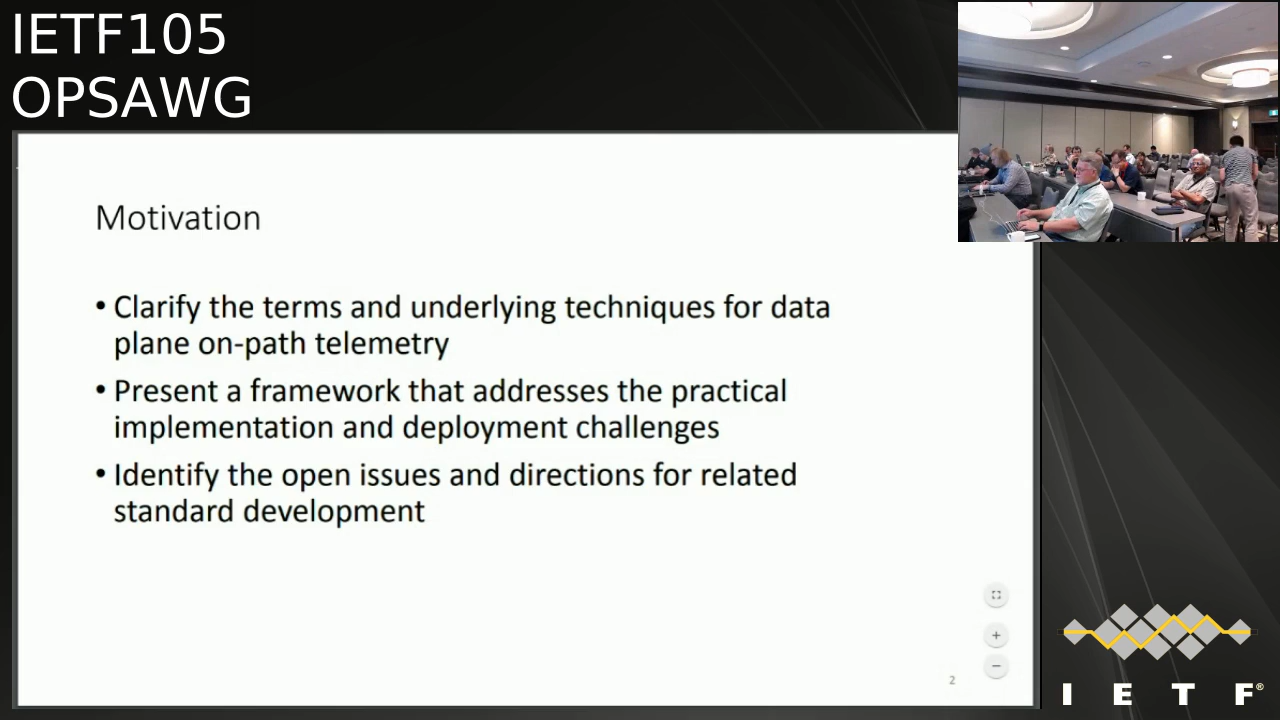 IETF105
OPSAWG
Motivation
• Clarify the terms and underlying techniques for data
plane on-path telemetry
• Present a framework that addresses the practical
implementation and deployment challenges
• Identify the open issues and directions for related
standard development
2
I E T F®